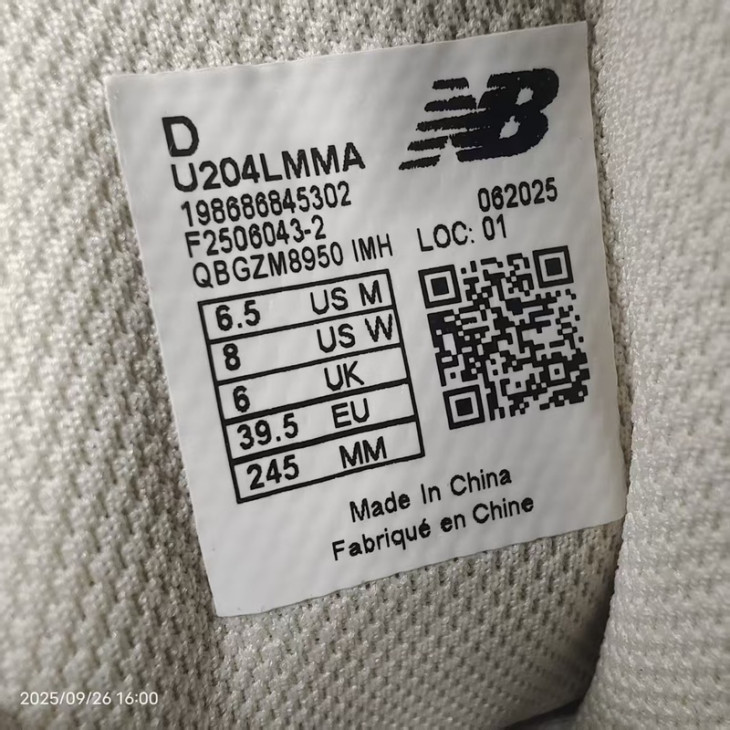 D
NB
U204LMMA
198686845302
062025
F2506043-2
LOC: 01
QBGZM8950 IMH
6.5 US M
8 US W
6 UK
39.5 EU
245 MM
Made In China
Fabriqué en Chine
2025/09/26 16:00